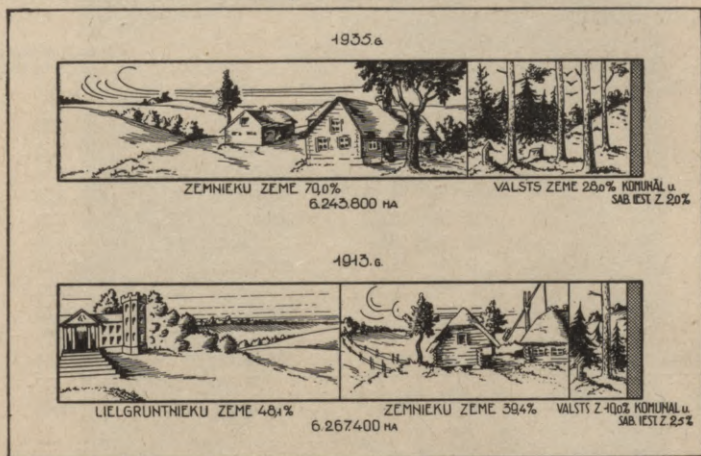 1935.g.
ZEMNIEKU ZEME 70,0% VALSTS ZEME 28,0% KOMUNĀL u.
6.243.800 HA SAB. IEST. Z. 2,0%
1913.g.
LIELGRUNTNIEKU ZEME 48,1% ZEMNIEKU ZEME 39,4% VALSTS Z. 10,0% KOMUNAL u.
6.267.400 HA SAB. IEST. Z. 2,5%